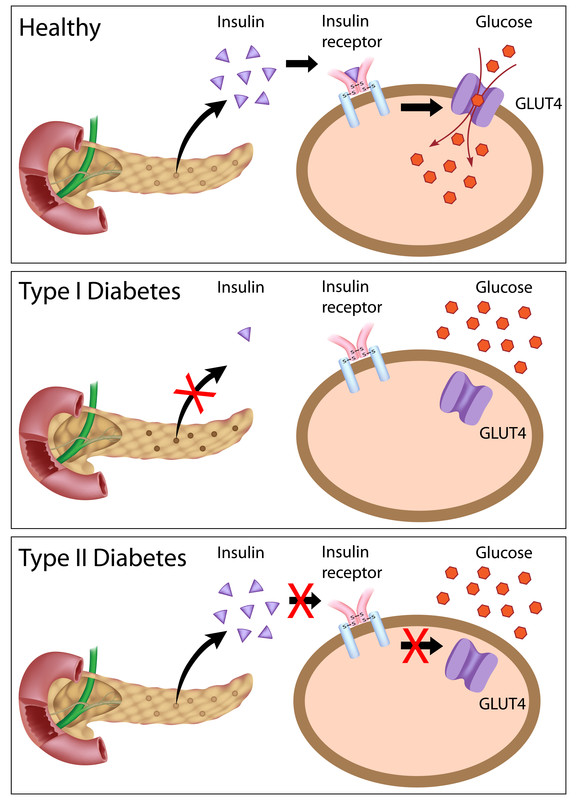 Healthy
Insulin
Insulin
receptor
Glucose
S
S
S
S
GLUT4
Type I Diabetes
Insulin
Insulin
receptor
Glucose
S
S
S
S
GLUT4
Type II Diabetes
Insulin
Insulin
receptor
Glucose
S
S
S
S
GLUT4